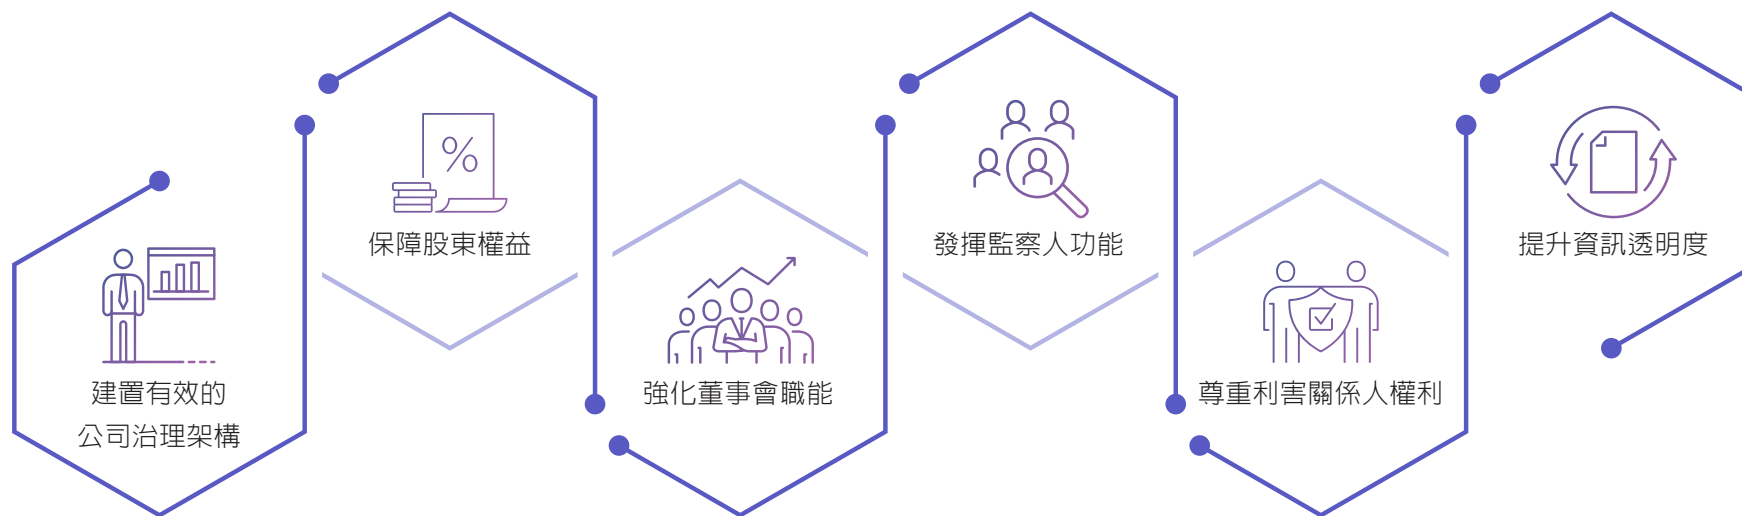 建置有效的
公司治理架構
%
保障股東權益
強化董事會職能
發揮監察人功能
尊重利害關係人權利
提升資訊透明度